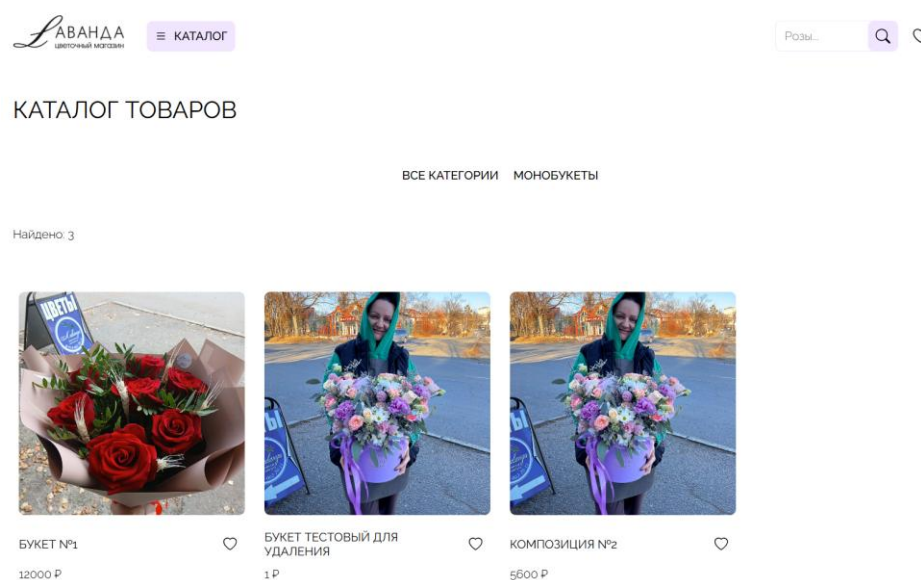 LАВАНДА
цветочный магазин
КАТАЛОГ
Розы...
КАТАЛОГ ТОВАРОВ
ВСЕ КАТЕГОРИИ МОНОБУКЕТЫ
Найдено: 3
ЦВЕТЫ
БУКЕТ №1
12000 ₽
БУКЕТ ТЕСТОВЫЙ ДЛЯ
УДАЛЕНИЯ
1 ₽
КОМПОЗИЦИЯ №2
5600 ₽